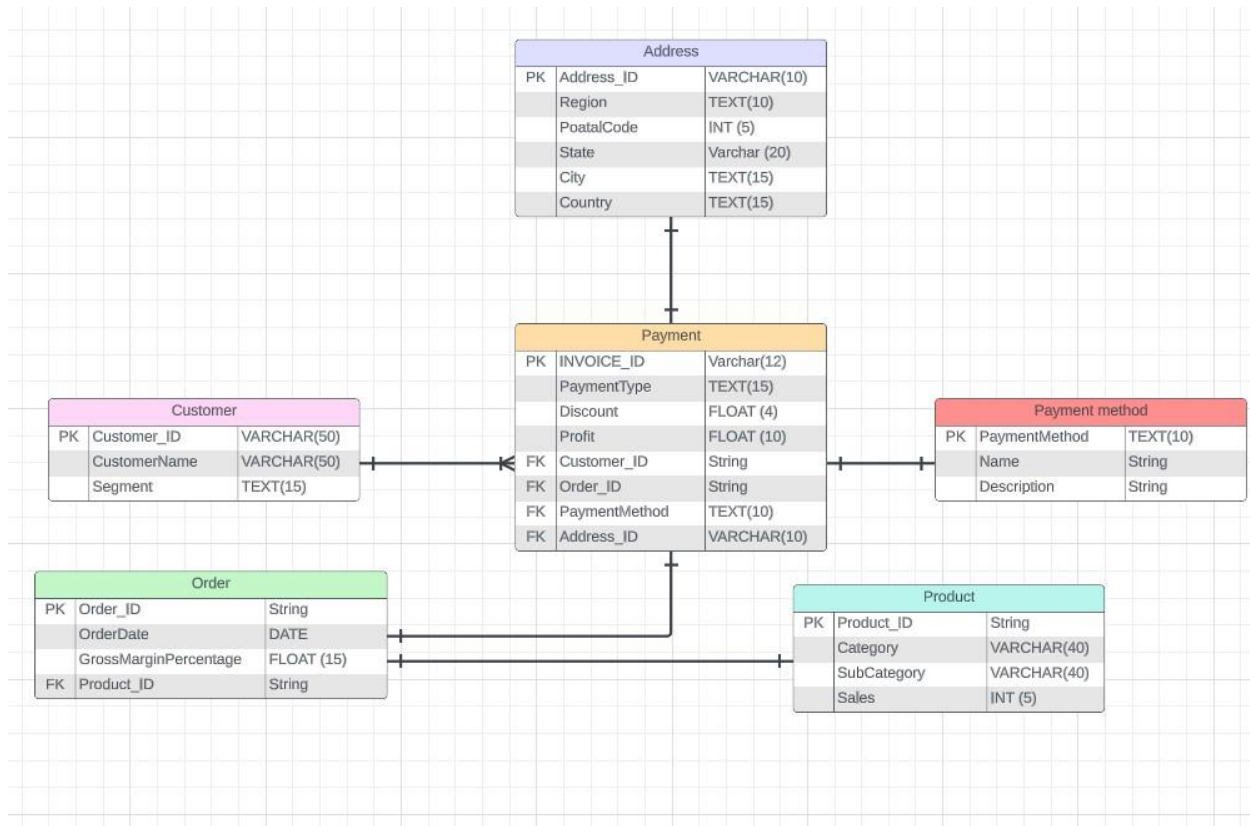 Address
PK Address_ID VARCHAR(10)
Region TEXT(10)
PoatalCode INT (5)
State Varchar (20)
City TEXT(15)
Country TEXT(15)
Payment
PK INVOICE_ID Varchar(12)
PaymentType TEXT(15)
Discount FLOAT (4)
Profit FLOAT (10)
FK Customer_ID String
FK Order_ID String
FK PaymentMethod TEXT(10)
FK Address_ID VARCHAR(10)
Customer
PK Customer_ID VARCHAR(50)
CustomerName VARCHAR(50)
Segment TEXT(15)
Payment method
PK PaymentMethod TEXT(10)
Name String
Description String
Order
PK Order_ID String
OrderDate DATE
GrossMarginPercentage FLOAT (15)
FK Product_ID String
Product
PK Product_ID String
Category VARCHAR(40)
SubCategory VARCHAR(40)
Sales INT (5)